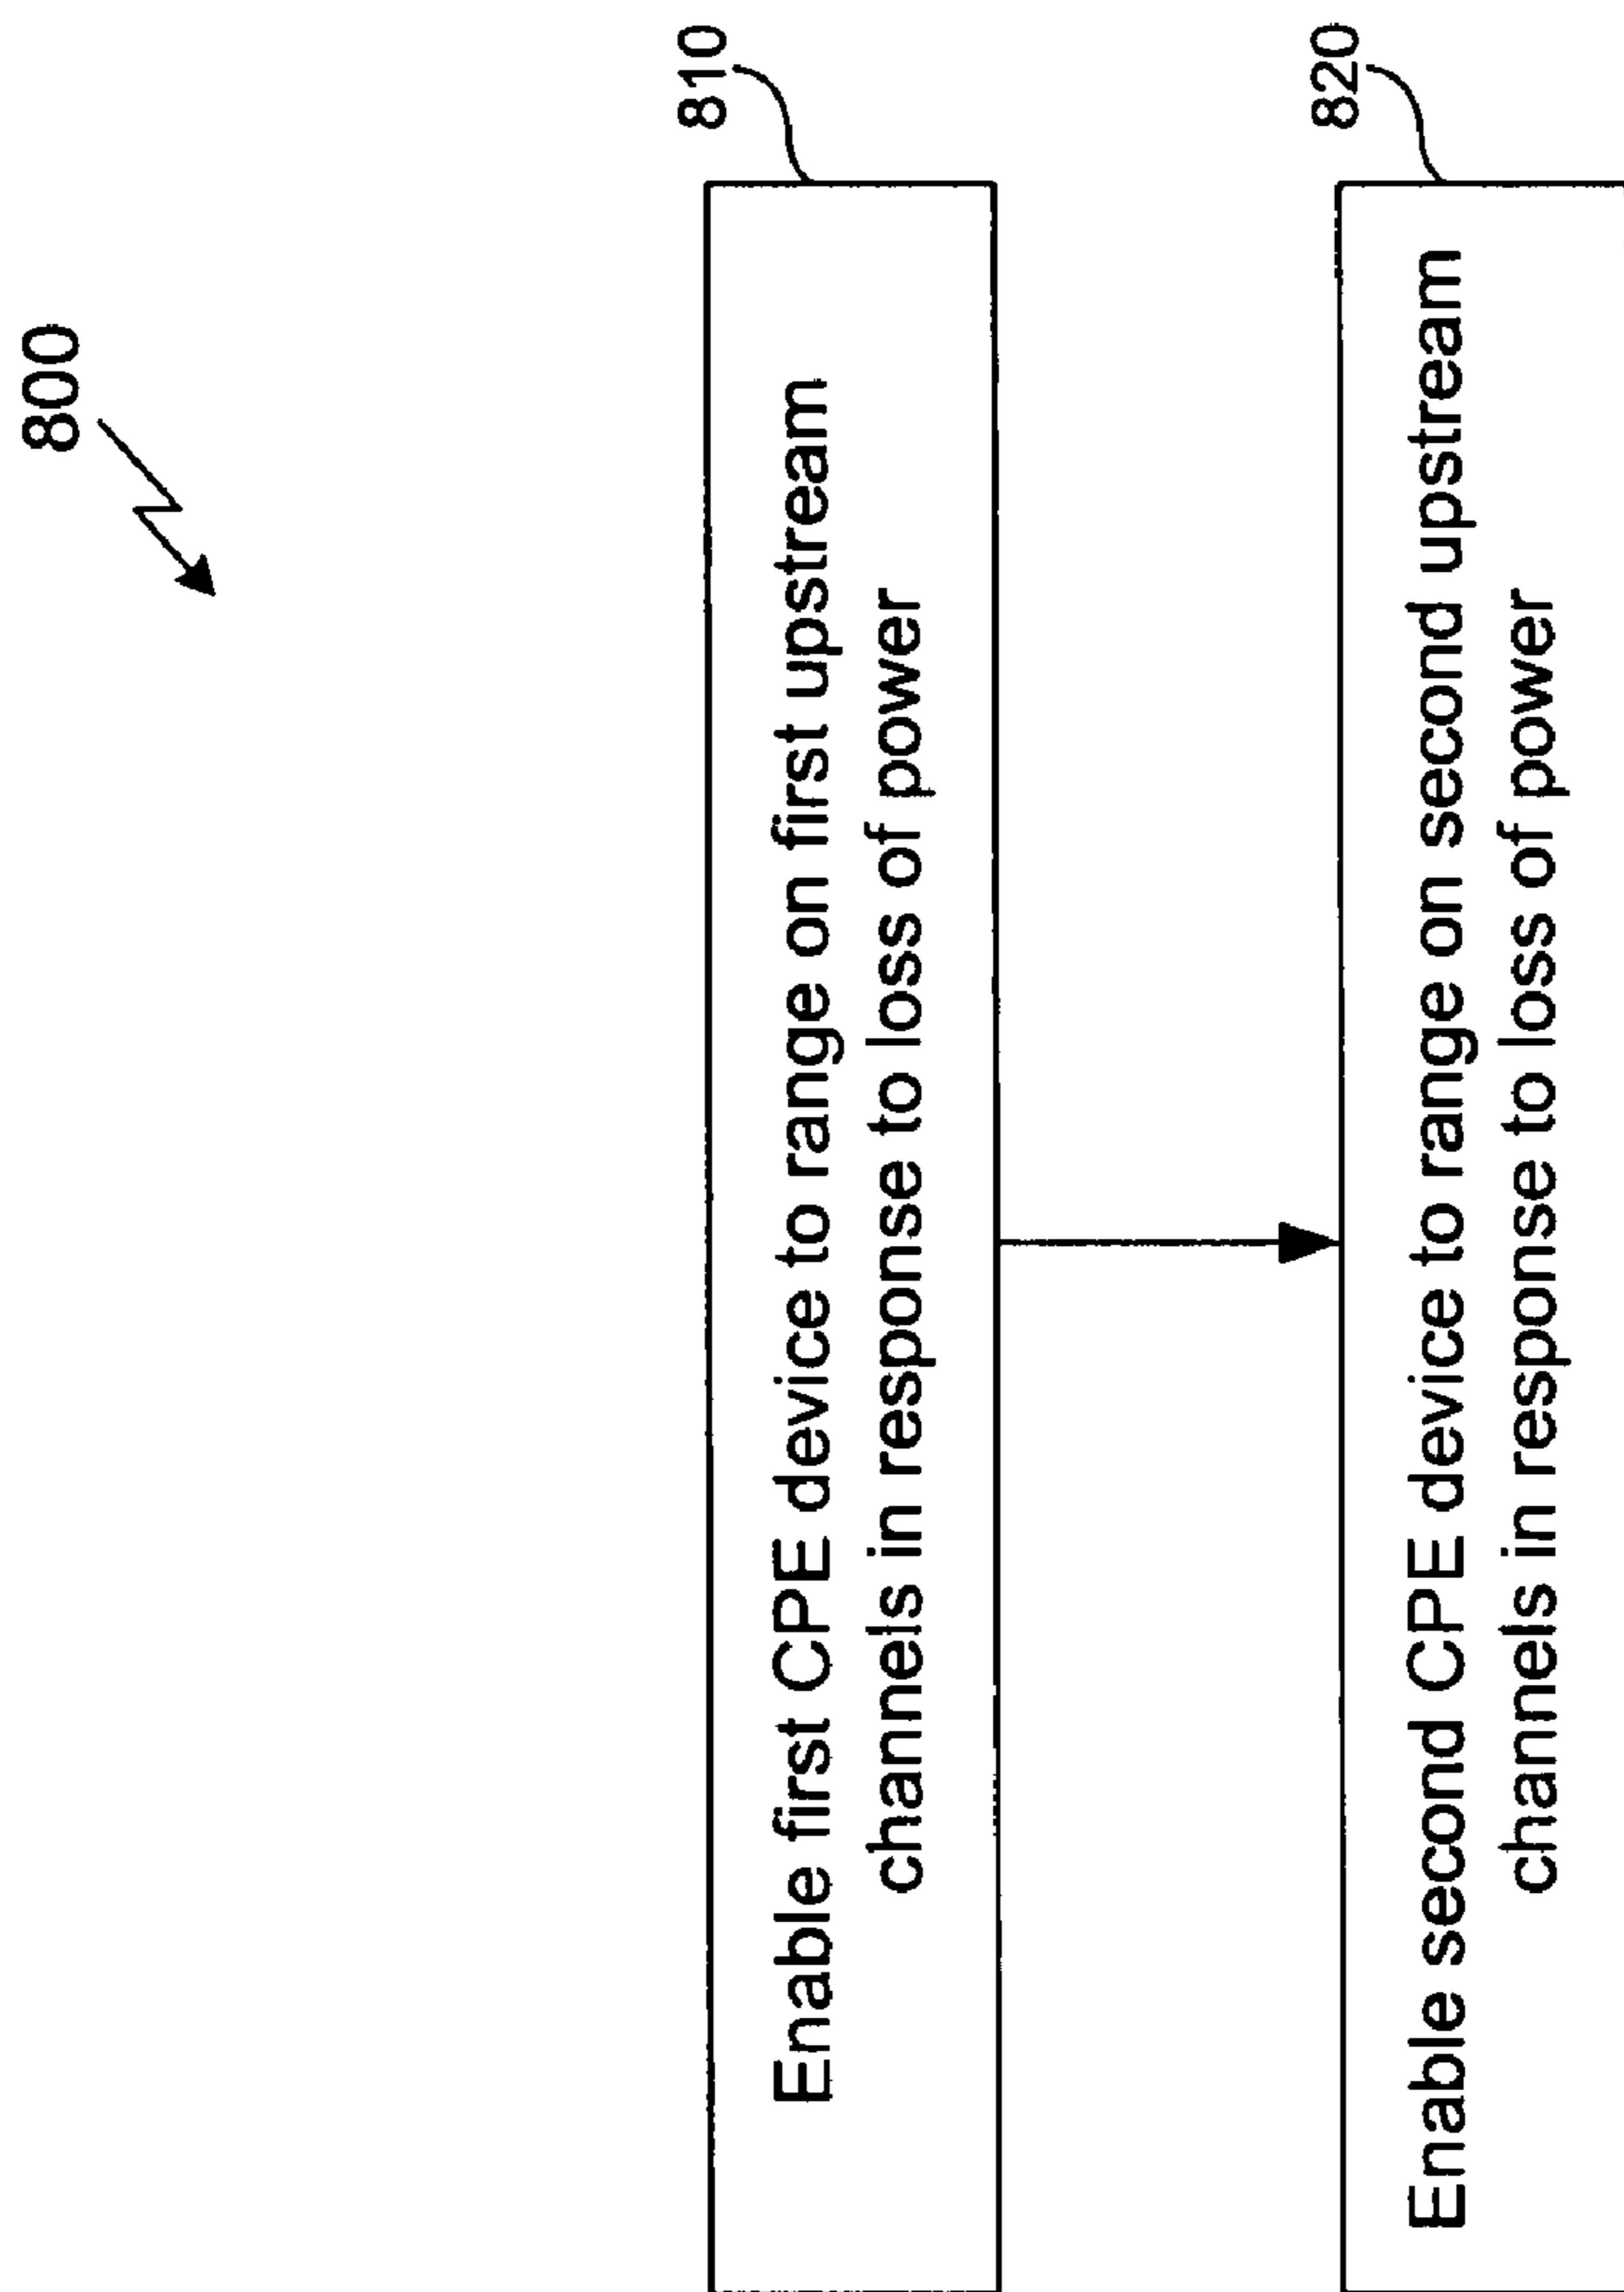 800
810
Enable first CPE device to range on first upstream
channels in response to loss of power
820
Enable second CPE device to range on second upstream
channels in response to loss of power